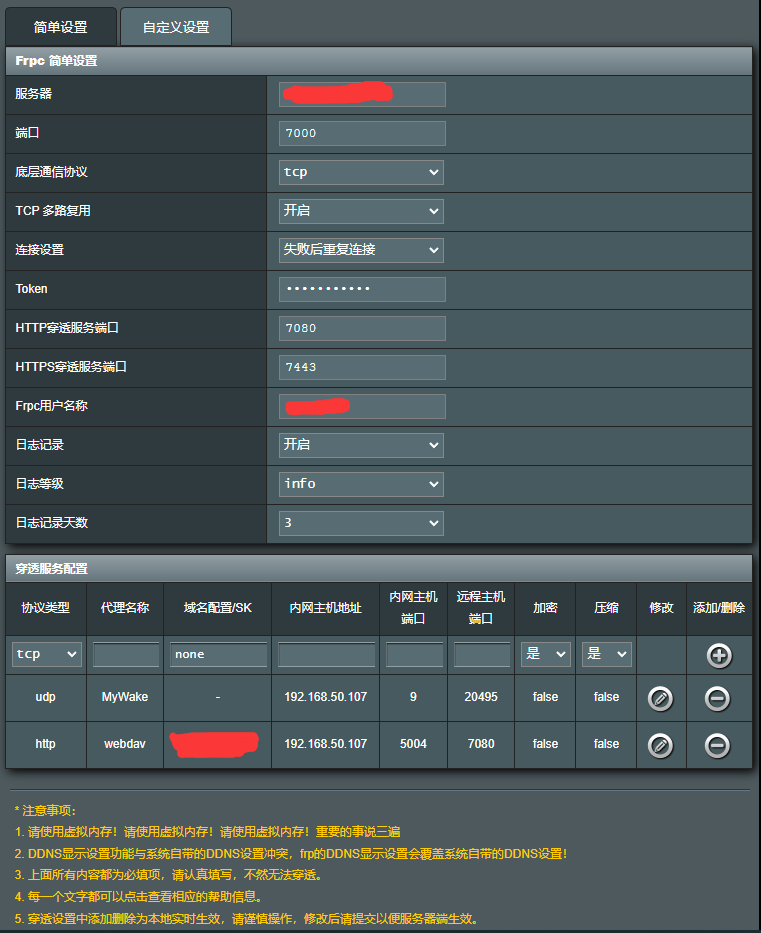 简单设置 自定义设置
Frpc 简单设置
服务器
端口 7000
底层通信协议 tcp
TCP 多路复用 开启
连接设置 失败后重复连接
Token •••••••••••
HTTP穿透服务端口 7080
HTTPS穿透服务端口 7443
Frpc用户名称
日志记录 开启
日志等级 info
日志记录天数 3
穿透服务配置
协议类型 代理名称 域名配置/SK 内网主机地址 内网主机端口 远程主机端口 加密 压缩 修改 添加/删除
tcp none 是 是
udp MyWake - 192.168.50.107 9 20495 false false
http webdav 192.168.50.107 5004 7080 false false
* 注意事项：
1. 请使用虚拟内存！请使用虚拟内存！请使用虚拟内存！重要的事说三遍
2. DDNS显示设置功能与系统自带的DDNS设置冲突，frp的DDNS显示设置会覆盖系统自带的DDNS设置！
3. 上面所有内容都为必填项，请认真填写，不然无法穿透。
4. 每一个文字都可以点击查看相应的帮助信息。
5. 穿透设置中添加删除为本地实时生效，请谨慎操作，修改后请提交以便服务器端生效。